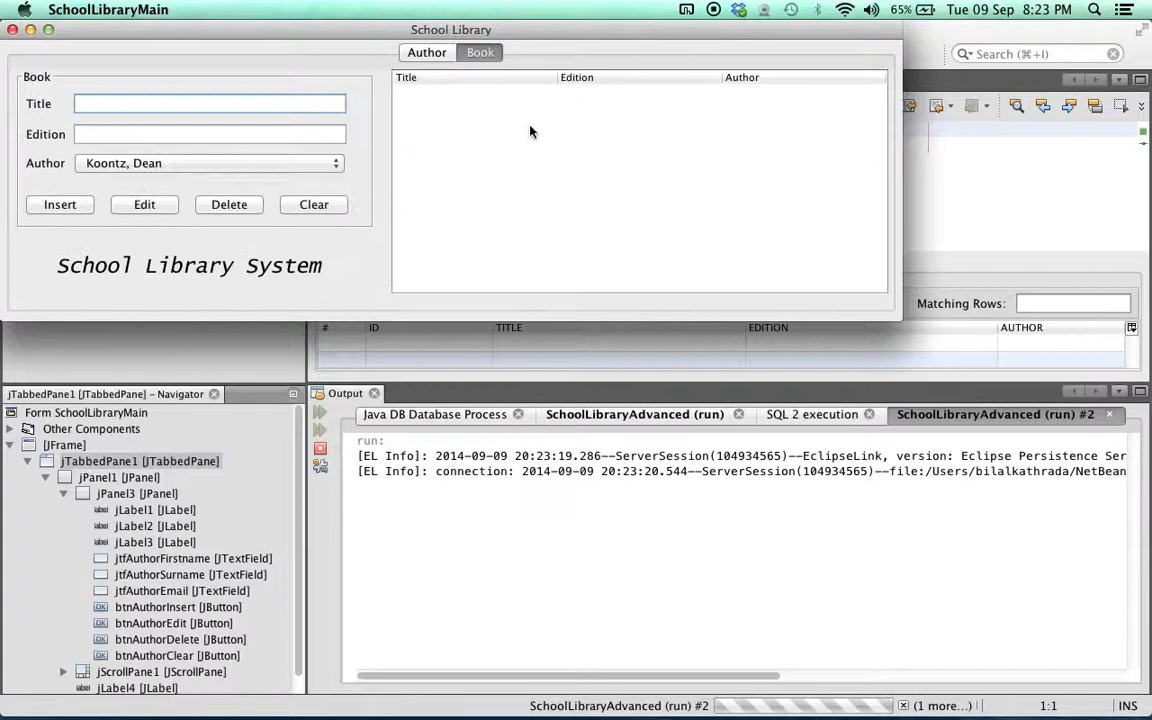 SchoolLibraryMain 65% Tue 09 Sep 8:23 PM
School Library
Author Book
Search (⌘+I)
Book
Title
Edition
Author Koontz, Dean
Insert Edit Delete Clear
School Library System
Title Edition Author
Matching Rows:
# ID TITLE EDITION AUTHOR
jTabbedPane1 [JTabbedPane] - Navigator
Form SchoolLibraryMain
Other Components
[JFrame]
jTabbedPane1 [JTabbedPane]
jPanel1 [JPanel]
jPanel3 [JPanel]
jLabel1 [JLabel]
jLabel2 [JLabel]
jLabel3 [JLabel]
jtfAuthorFirstname [JTextField]
jtfAuthorSurname [JTextField]
jtfAuthorEmail [JTextField]
btnAuthorInsert [JButton]
btnAuthorEdit [JButton]
btnAuthorDelete [JButton]
btnAuthorClear [JButton]
jScrollPane1 [JScrollPane]
jLabel4 [JLabel]
Output
Java DB Database Process SchoolLibraryAdvanced (run) SQL 2 execution SchoolLibraryAdvanced (run) #2
run:
[EL Info]: 2014-09-09 20:23:19.286--ServerSession(104934565)--EclipseLink, version: Eclipse Persistence Ser
[EL Info]: connection: 2014-09-09 20:23:20.544--ServerSession(104934565)--file:/Users/bilalkathrada/NetBean
SchoolLibraryAdvanced (run) #2 (1 more...) 1:1 INS